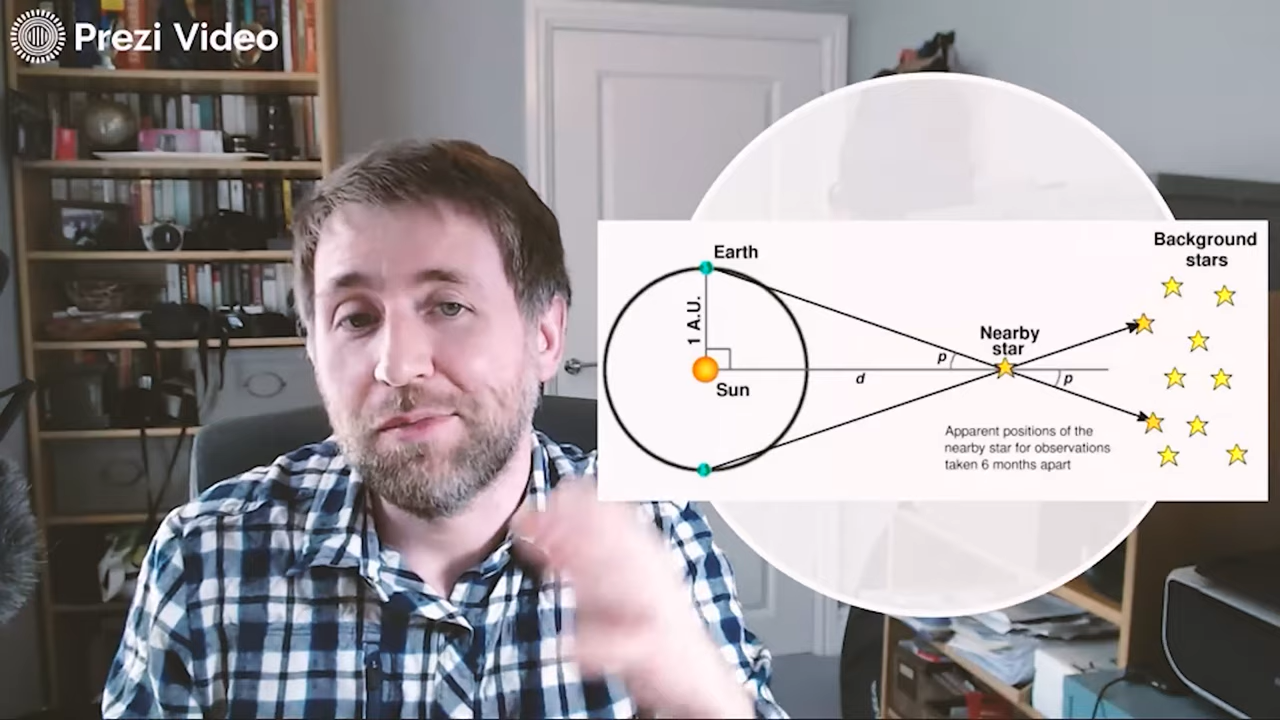 Prezi Video
Earth
Background
stars
1 A.U.
Nearby
star
p
Sun
d
p
Apparent positions of the
nearby star for observations
taken 6 months apart